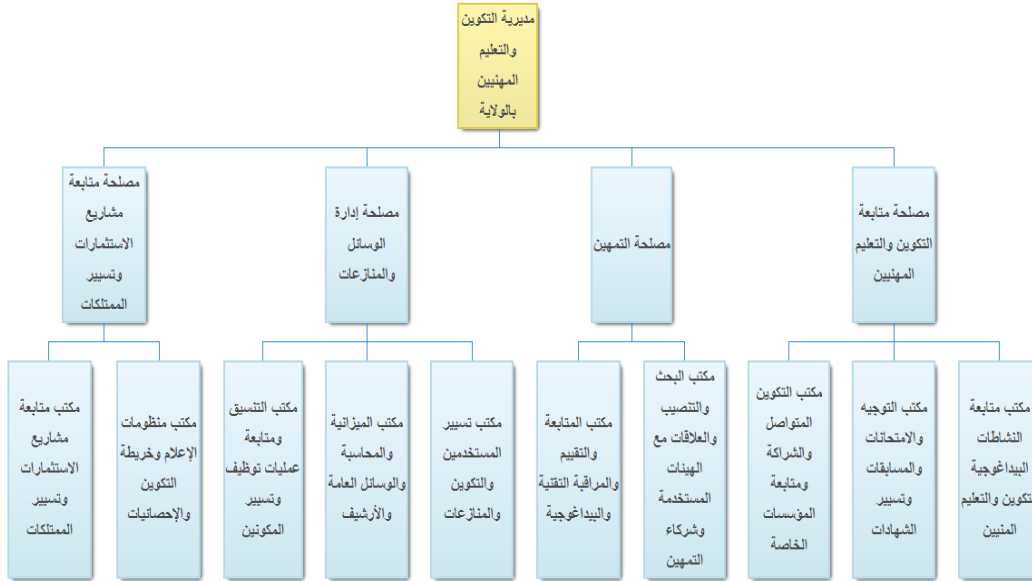 مديرية التكوين
والتعليم
المهنيين
بالولاية
مصلحة متابعة
التكوين والتعليم
المهنيين
مصلحة التمهين
مصلحة إدارة
الوسائل
والمنازعات
مصلحة متابعة
مشاريع
الاستثمارات
وتسيير
الممتلكات
مكتب متابعة
النشاطات
البيداغوجية
لتكوين والتعليم
المنيين
مكتب التوجيه
والامتحانات
والمسابقات
وتسيير
الشهادات
مكتب التكوين
المتواصل
والشراكة
ومتابعة
المؤسسات
الخاصة
مكتب البحث
والتنصيب
والعلاقات مع
الهيئات
المستخدمة
وشركاء
التمهين
مكتب المتابعة
والتقييم
والمراقبة التقنية
والبيداغوجية
مكتب تسيير
المستخدمين
والتكوين
والمنازعات
مكتب الميزانية
والمحاسبة
والوسائل العامة
والأرشيف
مكتب التنسيق
ومتابعة
عمليات توظيف
وتسيير
المكونين
مكتب منظومات
الإعلام وخريطة
التكوين
والإحصائيات
مكتب متابعة
مشاريع
الاستثمارات
وتسيير
الممتلكات